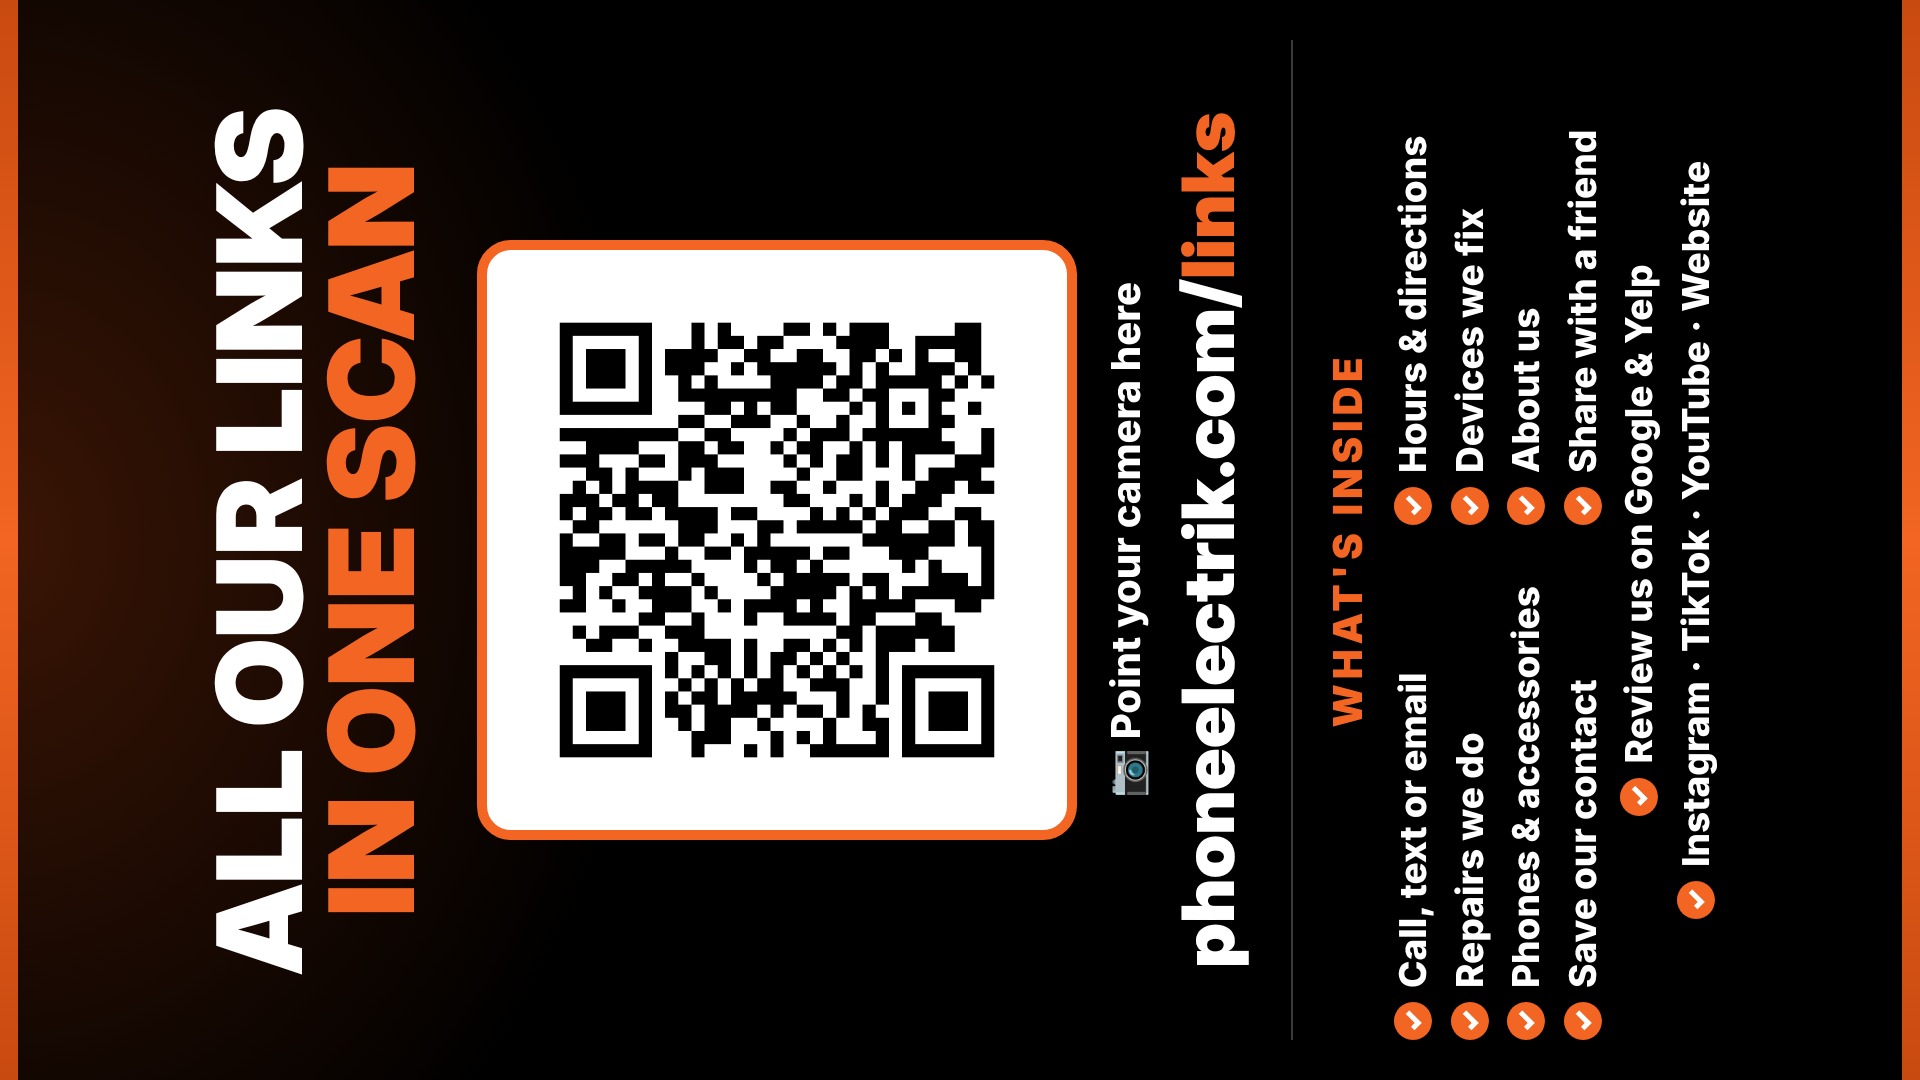 ALL OUR LINKS
IN ONE SCAN
Point your camera here
phoneelectrik.com/links
WHAT'S INSIDE
Call, text or email
Hours & directions
Repairs we do
Devices we fix
Phones & accessories
About us
Save our contact
Share with a friend
Review us on Google & Yelp
Instagram · TikTok · YouTube · Website